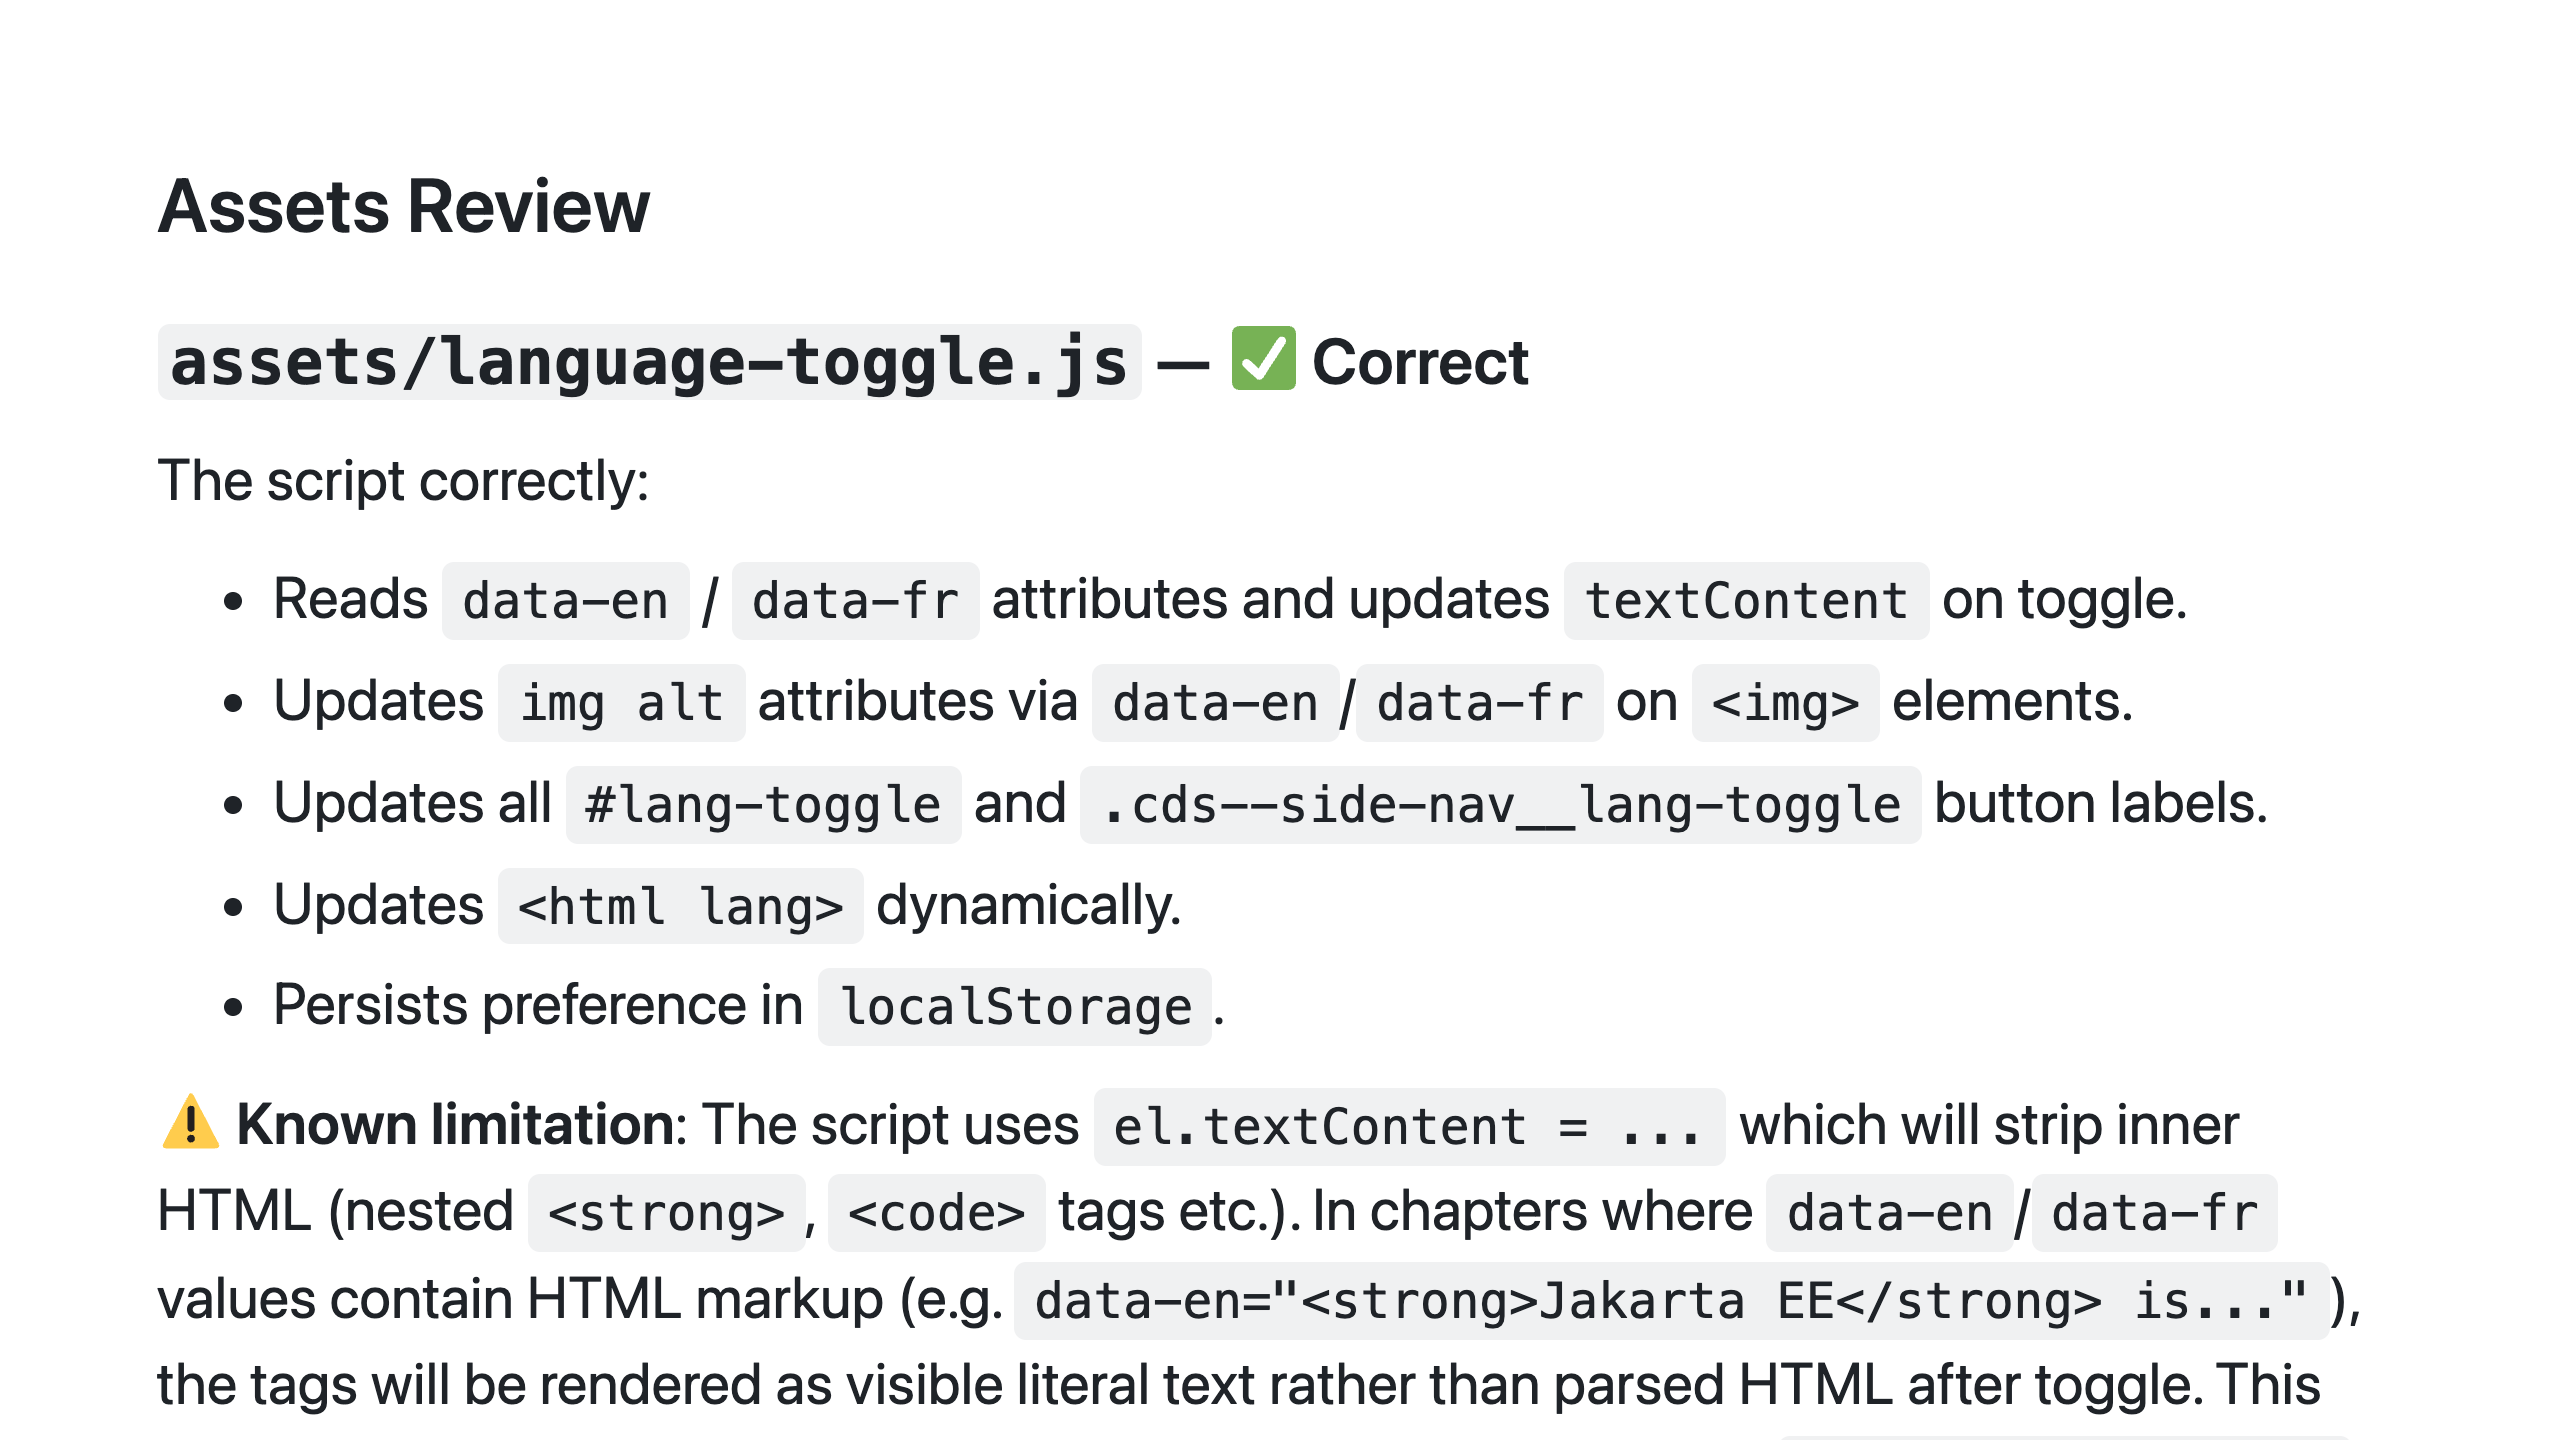 Assets Review
assets/language-toggle.js — ✅ Correct
The script correctly:
• Reads data-en / data-fr attributes and updates textContent on toggle.
• Updates img alt attributes via data-en/data-fr on <img> elements.
• Updates all #lang-toggle and .cds--side-nav__lang-toggle button labels.
• Updates <html lang> dynamically.
• Persists preference in localStorage.
⚠️ Known limitation: The script uses el.textContent = ... which will strip inner
HTML (nested <strong>, <code> tags etc.). In chapters where data-en/data-fr
values contain HTML markup (e.g. data-en="<strong>Jakarta EE</strong> is..."),
the tags will be rendered as visible literal text rather than parsed HTML after toggle. This